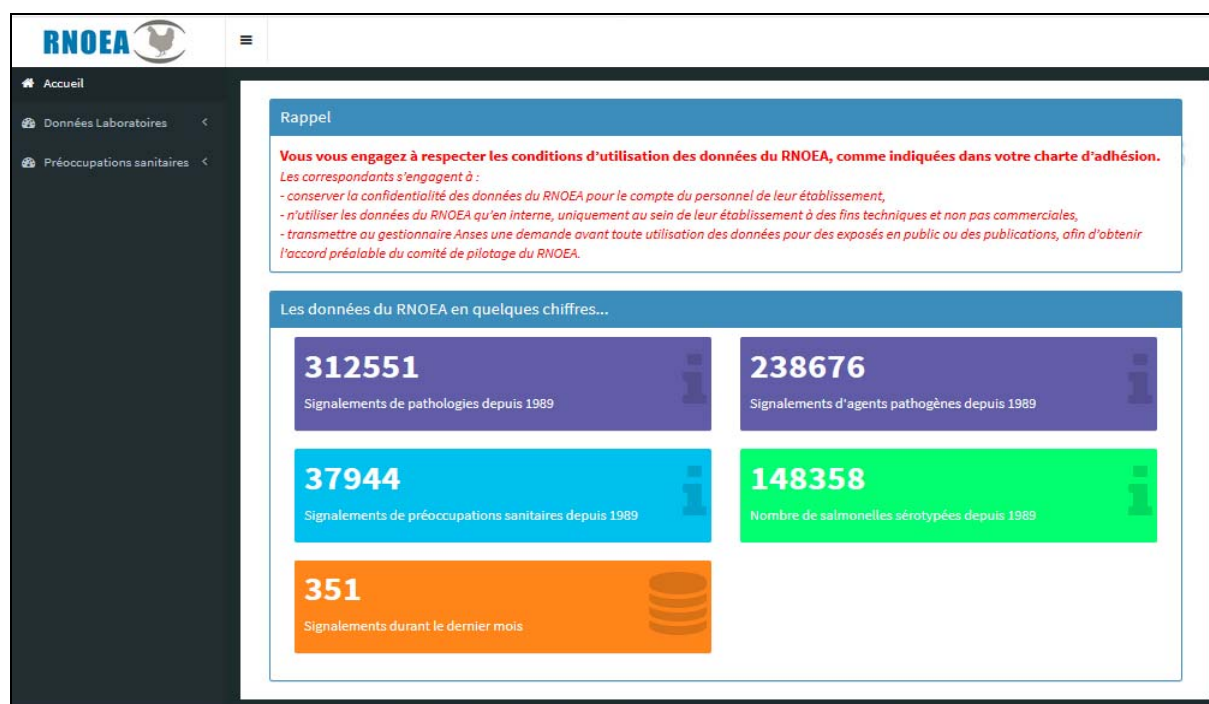 RNOEA
Accueil
Données Laboratoires
Préoccupations sanitaires
Rappel
Vous vous engagez à respecter les conditions d'utilisation des données du RNOEA, comme indiquées dans votre charte d'adhésion.
Les correspondants s'engagent à :
- conserver la confidentialité des données du RNOEA pour le compte du personnel de leur établissement,
- n'utiliser les données du RNOEA qu'en interne, uniquement au sein de leur établissement à des fins techniques et non pas commerciales,
- transmettre au gestionnaire Anses une demande avant toute utilisation des données pour des exposés en public ou des publications, afin d'obtenir
l'accord préalable du comité de pilotage du RNOEA.
Les données du RNOEA en quelques chiffres...
312551
Signalements de pathologies depuis 1989
238676
Signalements d'agents pathogènes depuis 1989
37944
Signalements de préoccupations sanitaires depuis 1989
148358
Nombre de salmonelles sérotypées depuis 1989
351
Signalements durant le dernier mois